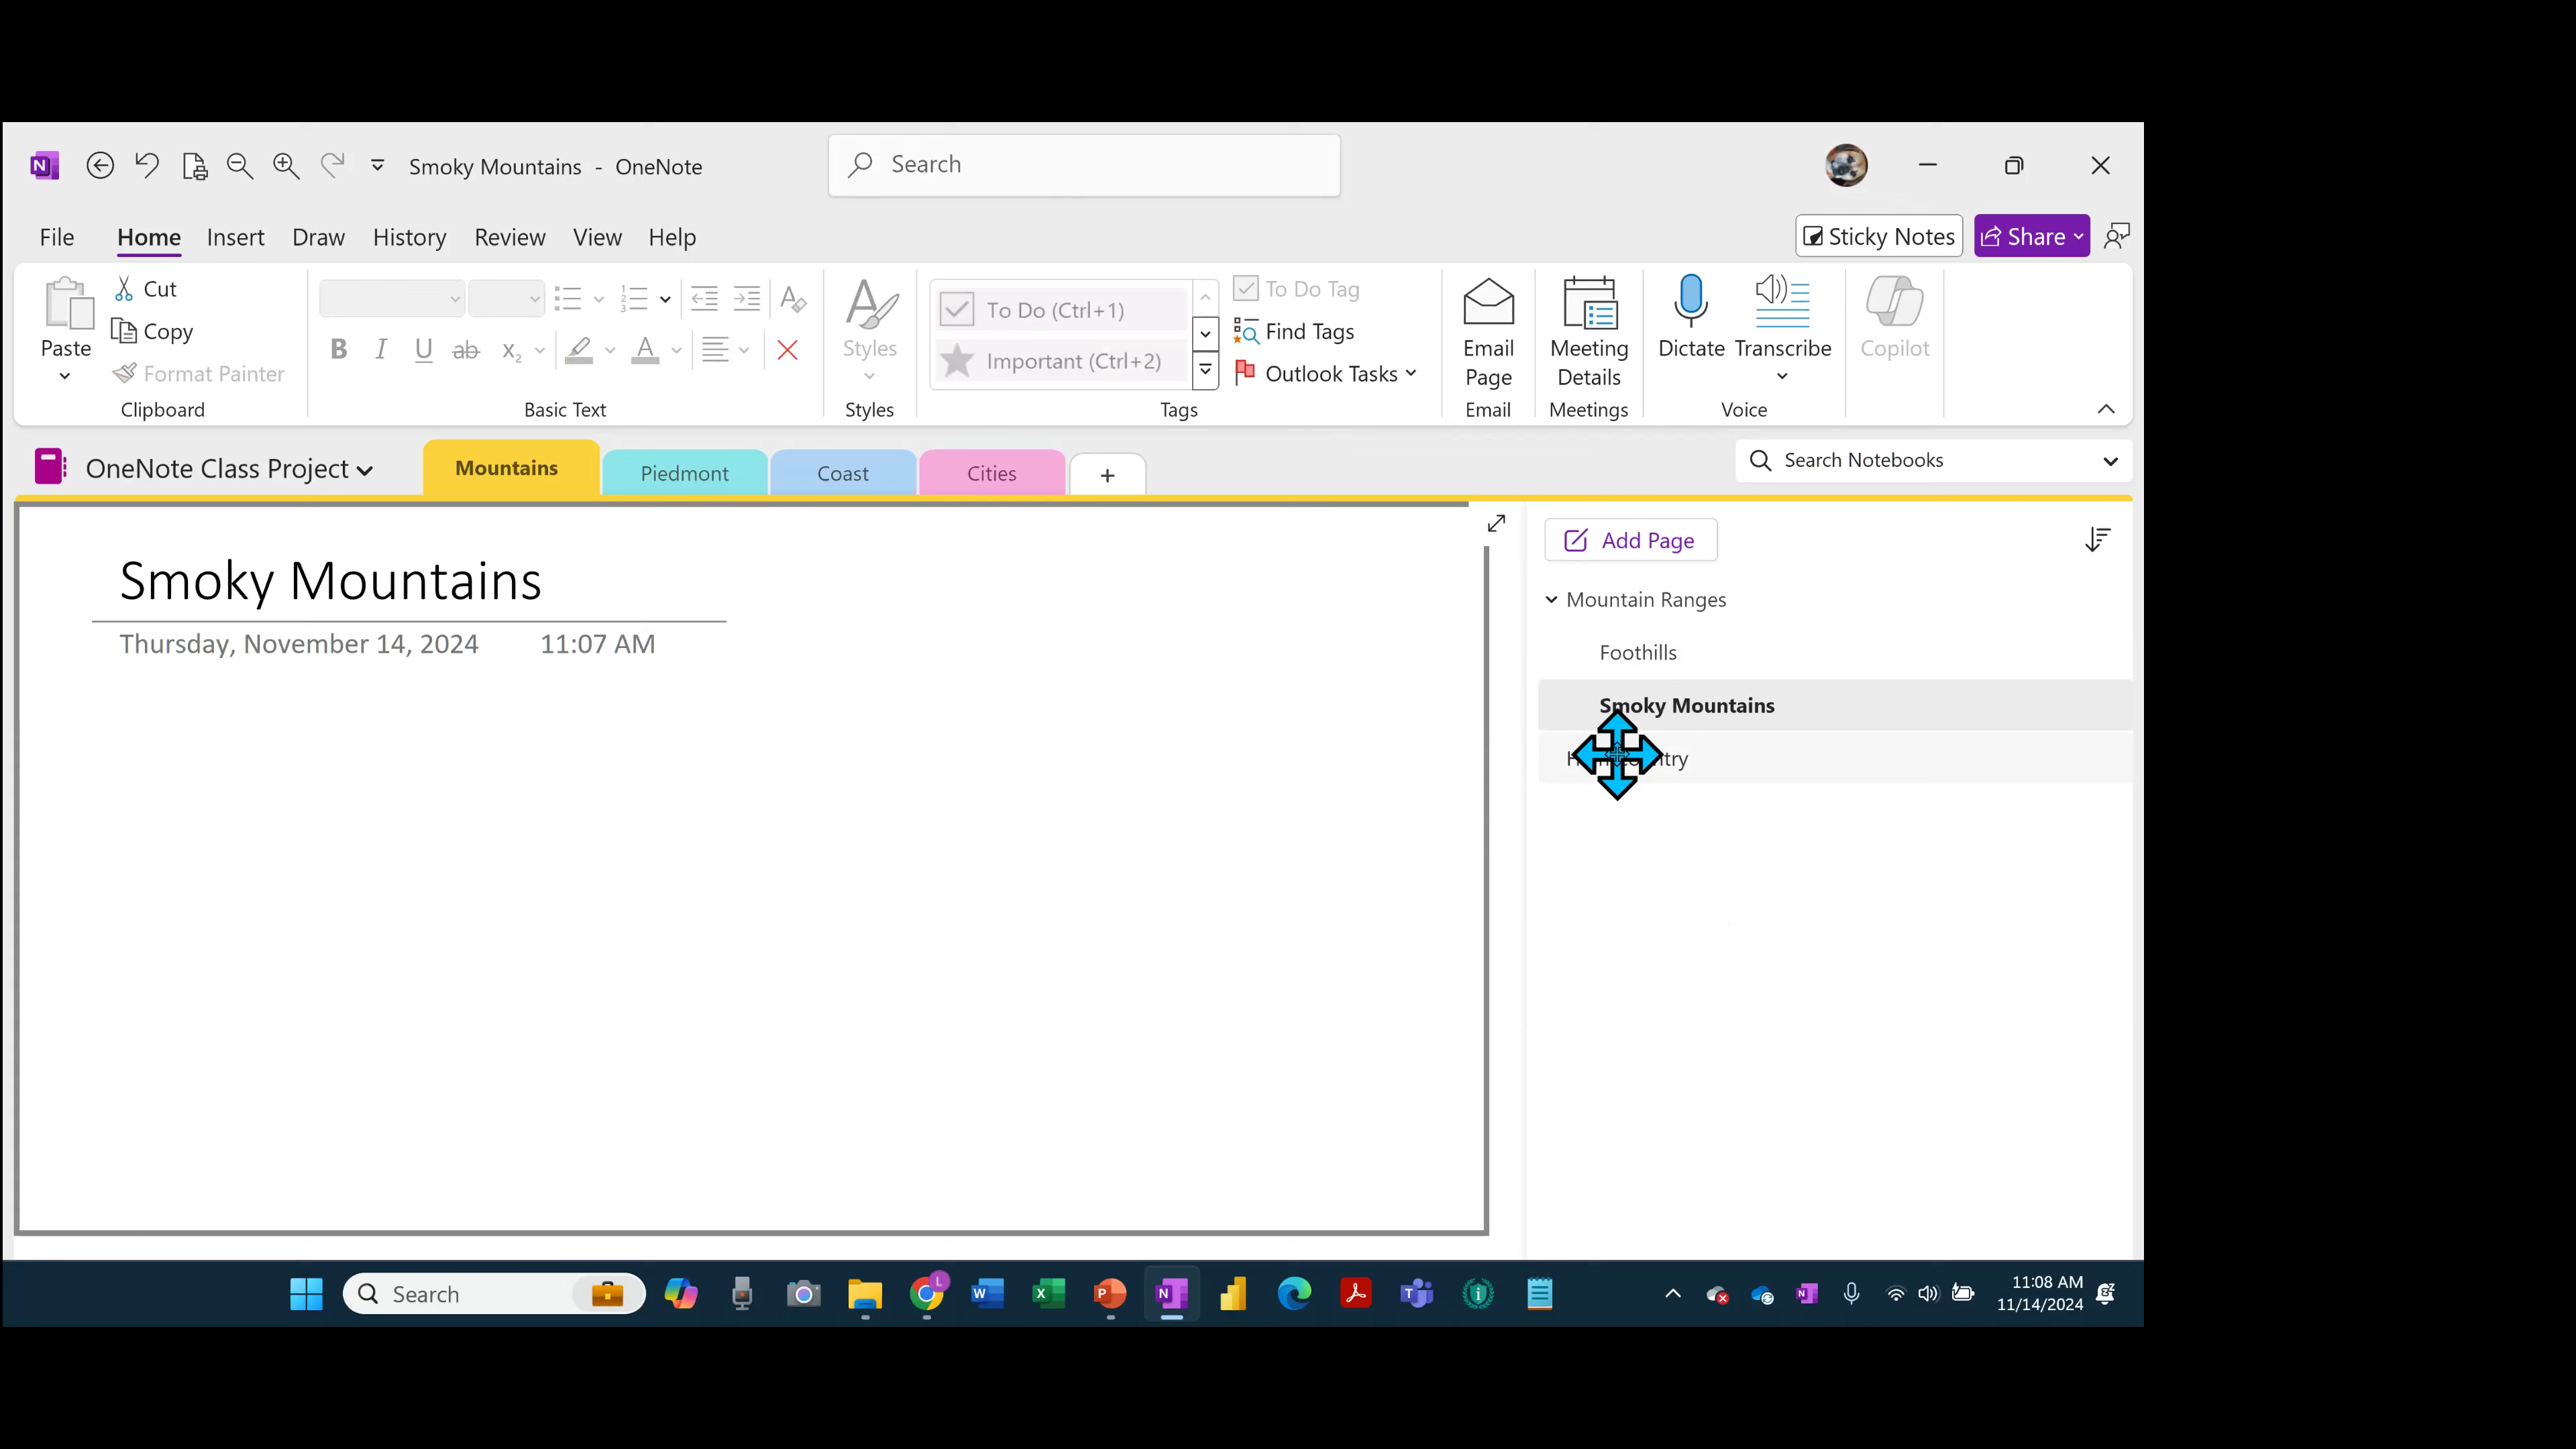 Smoky Mountains - OneNote
Search
File Home Insert Draw History Review View Help
Sticky Notes
Share
Paste
Cut
Copy
Format Painter
Clipboard
B I U ab x₂ A
Basic Text
Styles
Styles
To Do (Ctrl+1)
Important (Ctrl+2)
To Do Tag
Find Tags
Outlook Tasks
Tags
Email
Page
Email
Meeting
Details
Meetings
Dictate
Transcribe
Voice
Copilot
OneNote Class Project
Mountains
Piedmont
Coast
Cities
+
Search Notebooks
Smoky Mountains
Thursday, November 14, 2024 11:07 AM
Add Page
Mountain Ranges
Foothills
Smoky Mountains
Search
11:08 AM
11/14/2024